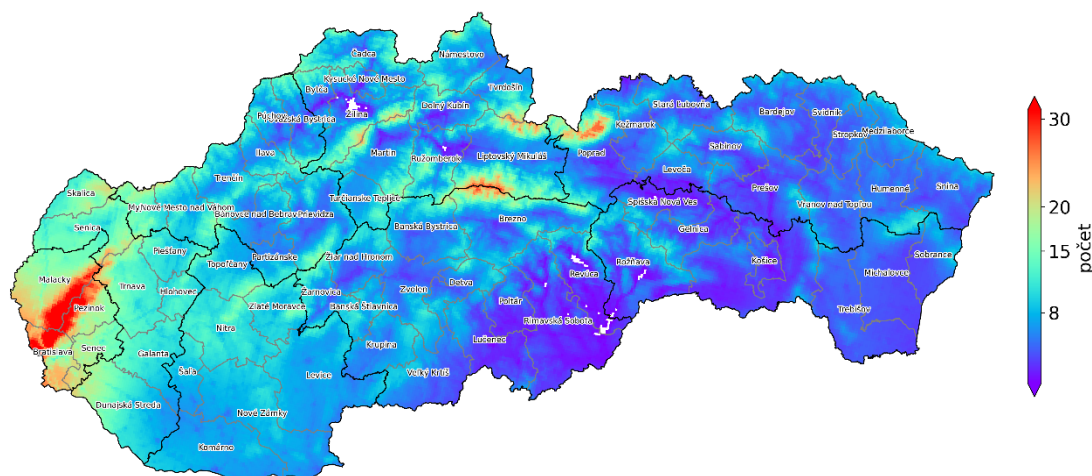 Čadca
Námestovo
Kysucké Nové Mesto
Bytča
Tvrdošín
Dolný Kubín
Žilina
Stará Ľubovňa
Bardejov
Svidník
Púchov
Považská Bystrica
Kežmarok
Stropkov
Medzilaborce
Sabinov
Ilava
Martin
Ružomberok
Liptovský Mikuláš
Poprad
Levoča
Trenčín
Prešov
Humenné
Snina
Skalica
Turčianske Teplice
Spišská Nová Ves
Vranov nad Topľou
Nové Mesto nad Váhom
Bánovce nad Bebravou
Prievidza
Banská Bystrica
Brezno
Senica
Gelnica
Piešťany
Partizánske
Žiar nad Hronom
Sobrance
Topoľčany
Rožňava
Košice
Michalovce
Malacky
Trnava
Hlohovec
Žarnovica
Zvolen
Detva
Revúca
Pezinok
Zlaté Moravce
Banská Štiavnica
Poltár
Trebišov
Nitra
Rimavská Sobota
Bratislava
Senec
Galanta
Krupina
Lučenec
Šaľa
Levice
Veľký Krtíš
Dunajská Streda
Nové Zámky
Komárno
30
20
15
8
počet